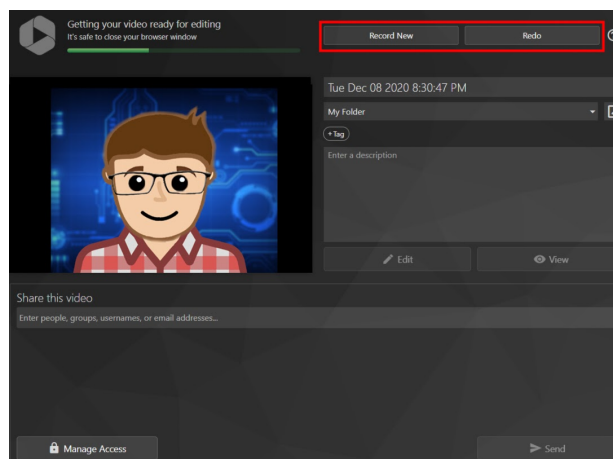 Getting your video ready for editing
It's safe to close your browser window
Record New
Redo
Tue Dec 08 2020 8:30:47 PM
My Folder
+Tag
Enter a description
Edit
View
Share this video
Enter people, groups, usernames, or email addresses...
Manage Access
Send